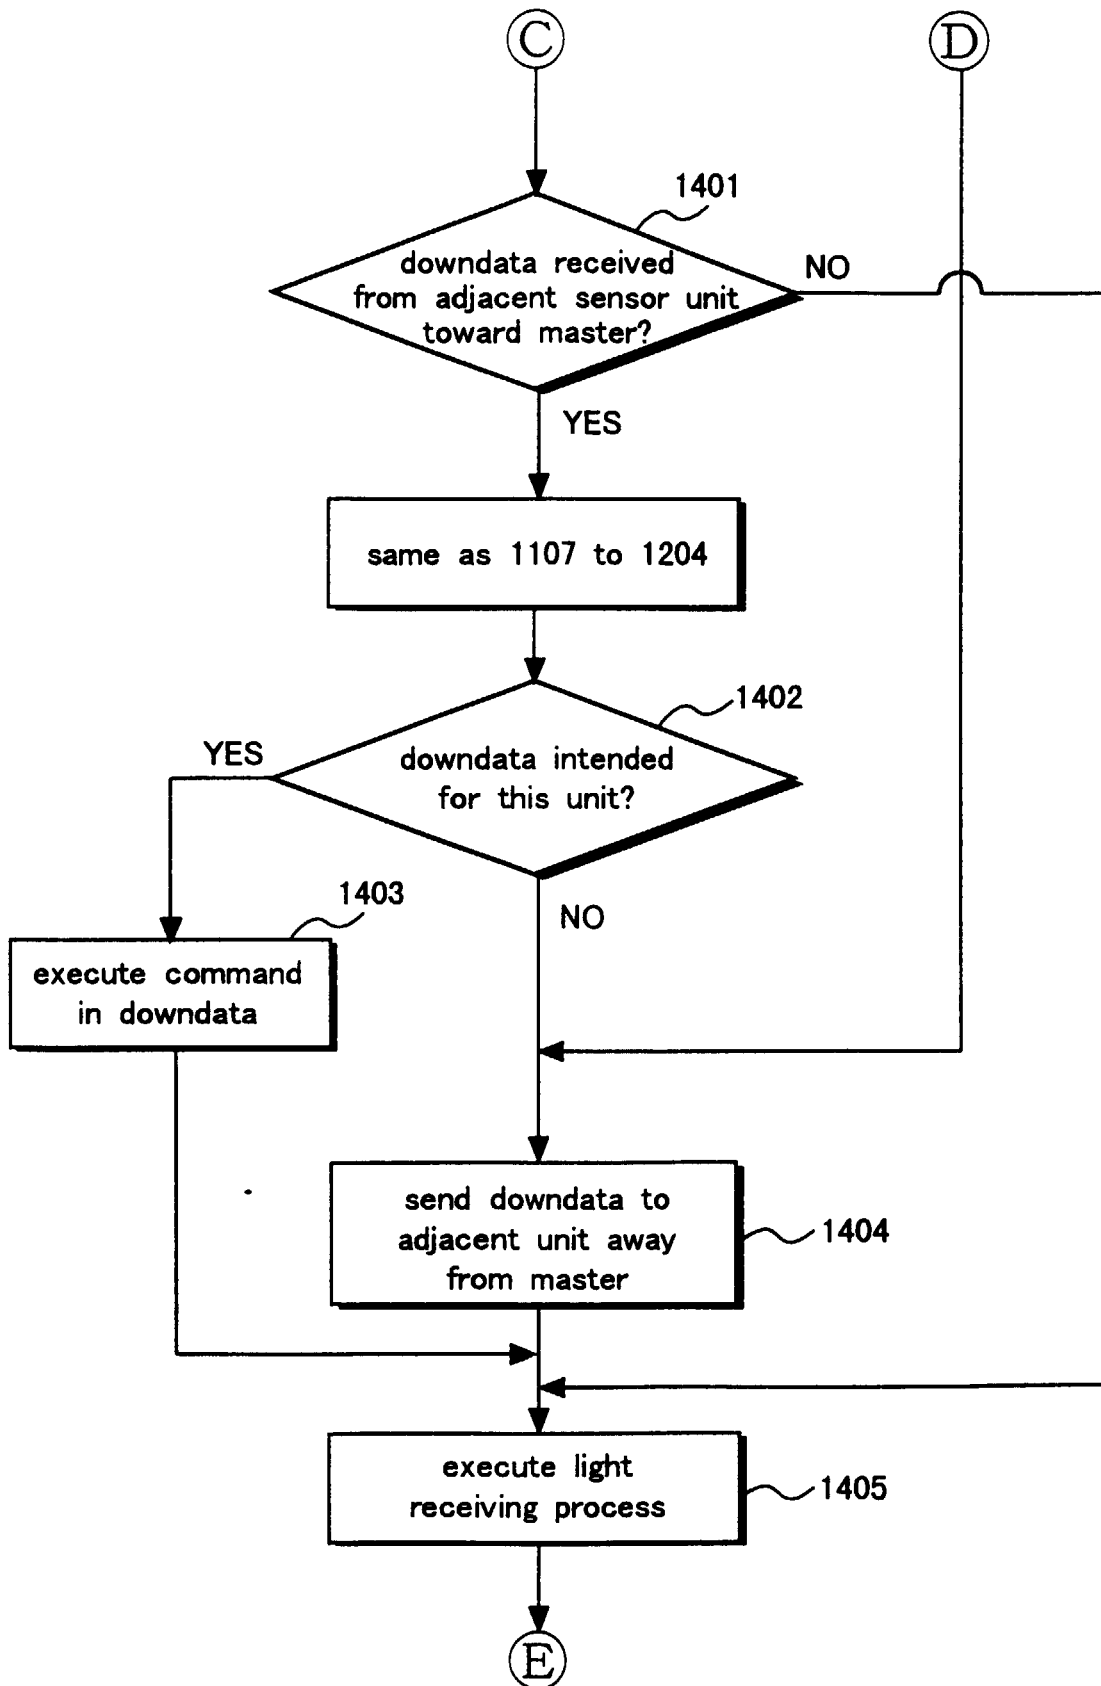 C
D
1401
downdata received
from adjacent sensor unit
toward master?
NO
YES
same as 1107 to 1204
1402
YES
downdata intended
for this unit?
1403
NO
execute command
in downdata
send downdata to
adjacent unit away
from master
1404
execute light
receiving process
1405
E